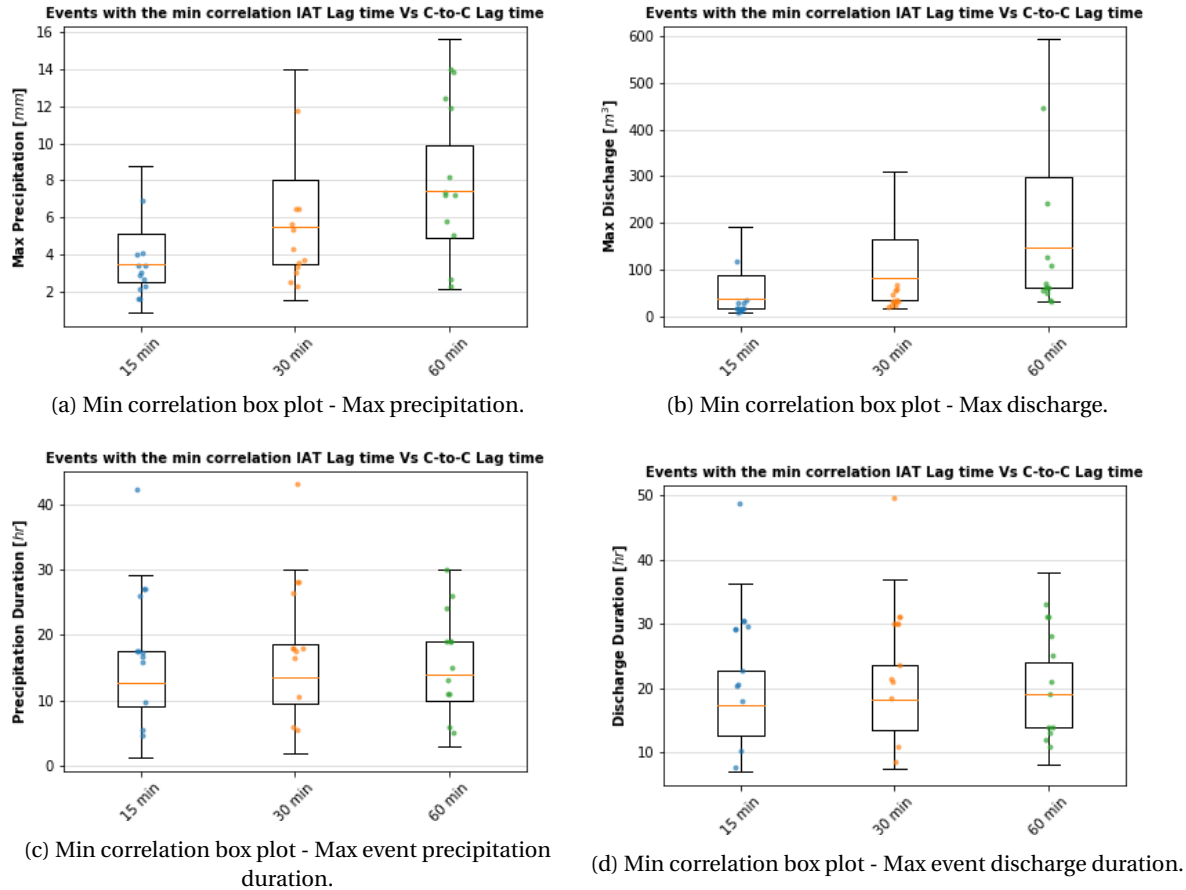 Events with the min correlation IAT Lag time Vs C-to-C Lag time
Max Precipitation [mm]
16
14
12
10
8
6
4
2
15 min
30 min
60 min
(a) Min correlation box plot - Max precipitation.
Events with the min correlation IAT Lag time Vs C-to-C Lag time
Max Discharge [m³]
600
500
400
300
200
100
0
15 min
30 min
60 min
(b) Min correlation box plot - Max discharge.
Events with the min correlation IAT Lag time Vs C-to-C Lag time
Precipitation Duration [hr]
40
30
20
10
0
15 min
30 min
60 min
(c) Min correlation box plot - Max event precipitation
duration.
Events with the min correlation IAT Lag time Vs C-to-C Lag time
Discharge Duration [hr]
50
40
30
20
10
15 min
30 min
60 min
(d) Min correlation box plot - Max event discharge duration.